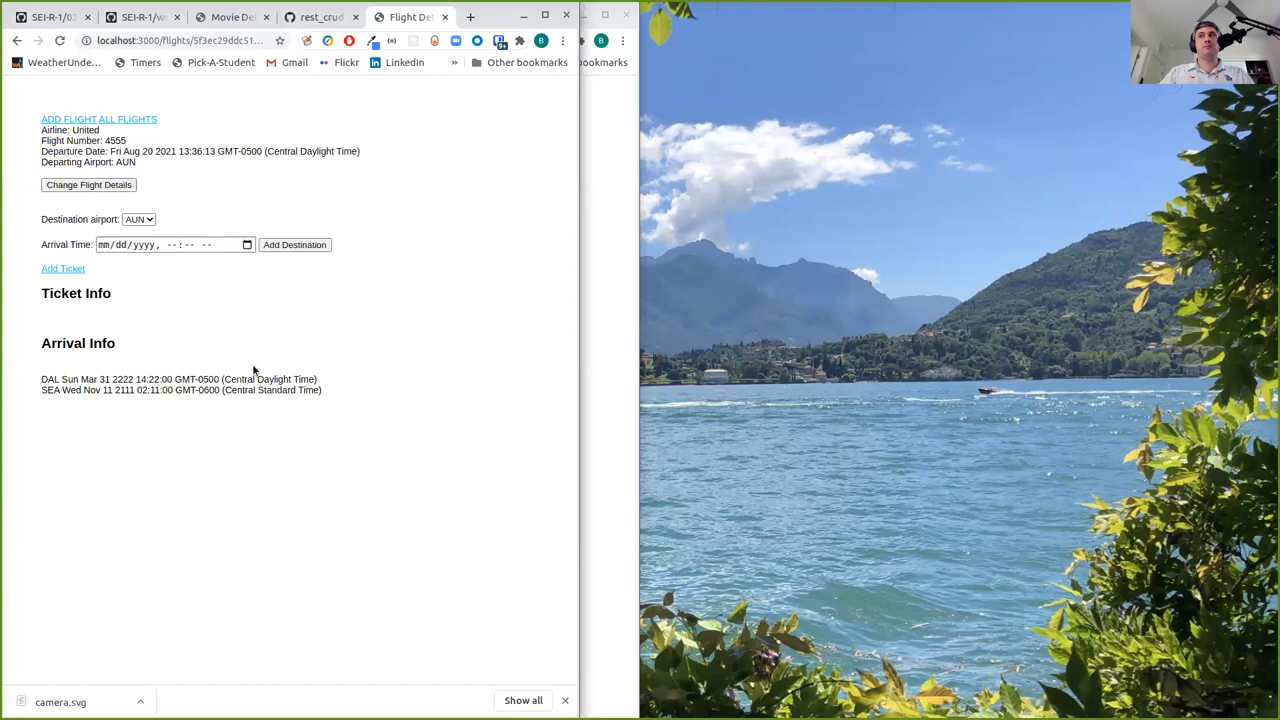 SEI-R-1/03
SEI-R-1/w
Movie De
rest_crud
Flight De
localhost:3000/flights/5f3ec29ddc51...
9+
B
B
WeatherUnde...
Timers
Pick-A-Student
Gmail
Flickr
LinkedIn
»
Other bookmarks
bookmarks
ADD FLIGHT ALL FLIGHTS
Airline: United
Flight Number: 4555
Departure Date: Fri Aug 20 2021 13:36:13 GMT-0500 (Central Daylight Time)
Departing Airport: AUN
Change Flight Details
Destination airport: AUN
Arrival Time: mm/dd/yyyy, --:-- -- Add Destination
Add Ticket
Ticket Info
Arrival Info
DAL Sun Mar 31 2222 14:22:00 GMT-0500 (Central Daylight Time)
SEA Wed Nov 11 2111 02:11:00 GMT-0600 (Central Standard Time)
camera.svg
Show all